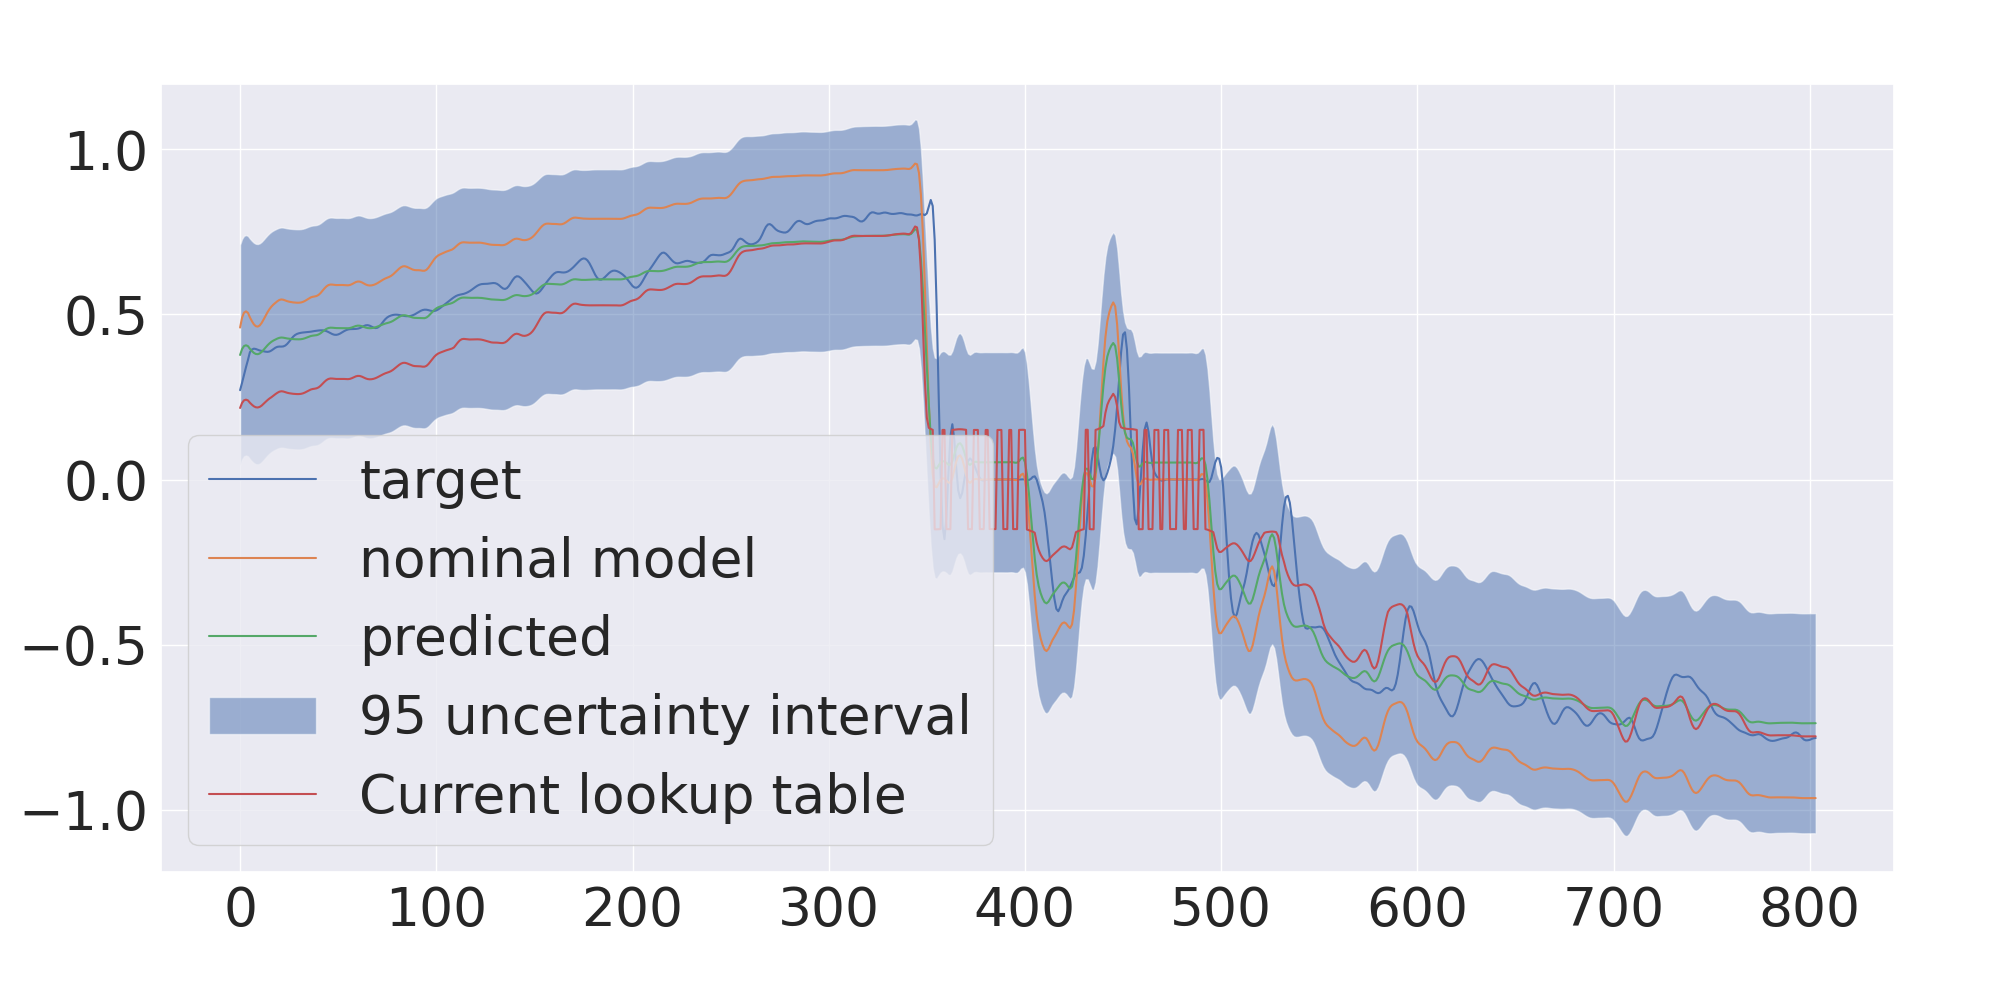 1.0
0.5
0.0
−0.5
−1.0
target
nominal model
predicted
95 uncertainty interval
Current lookup table
0 100 200 300 400 500 600 700 800